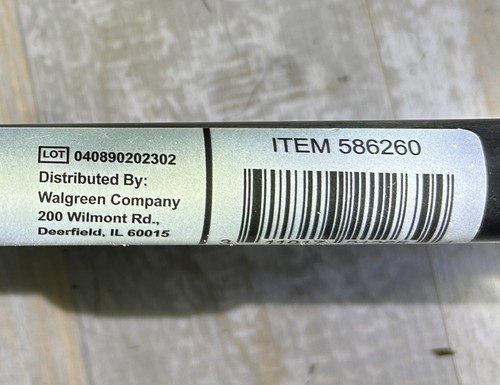 LOT 040890202302
Distributed By:
Walgreen Company
200 Wilmont Rd.,
Deerfield, IL 60015
ITEM 586260